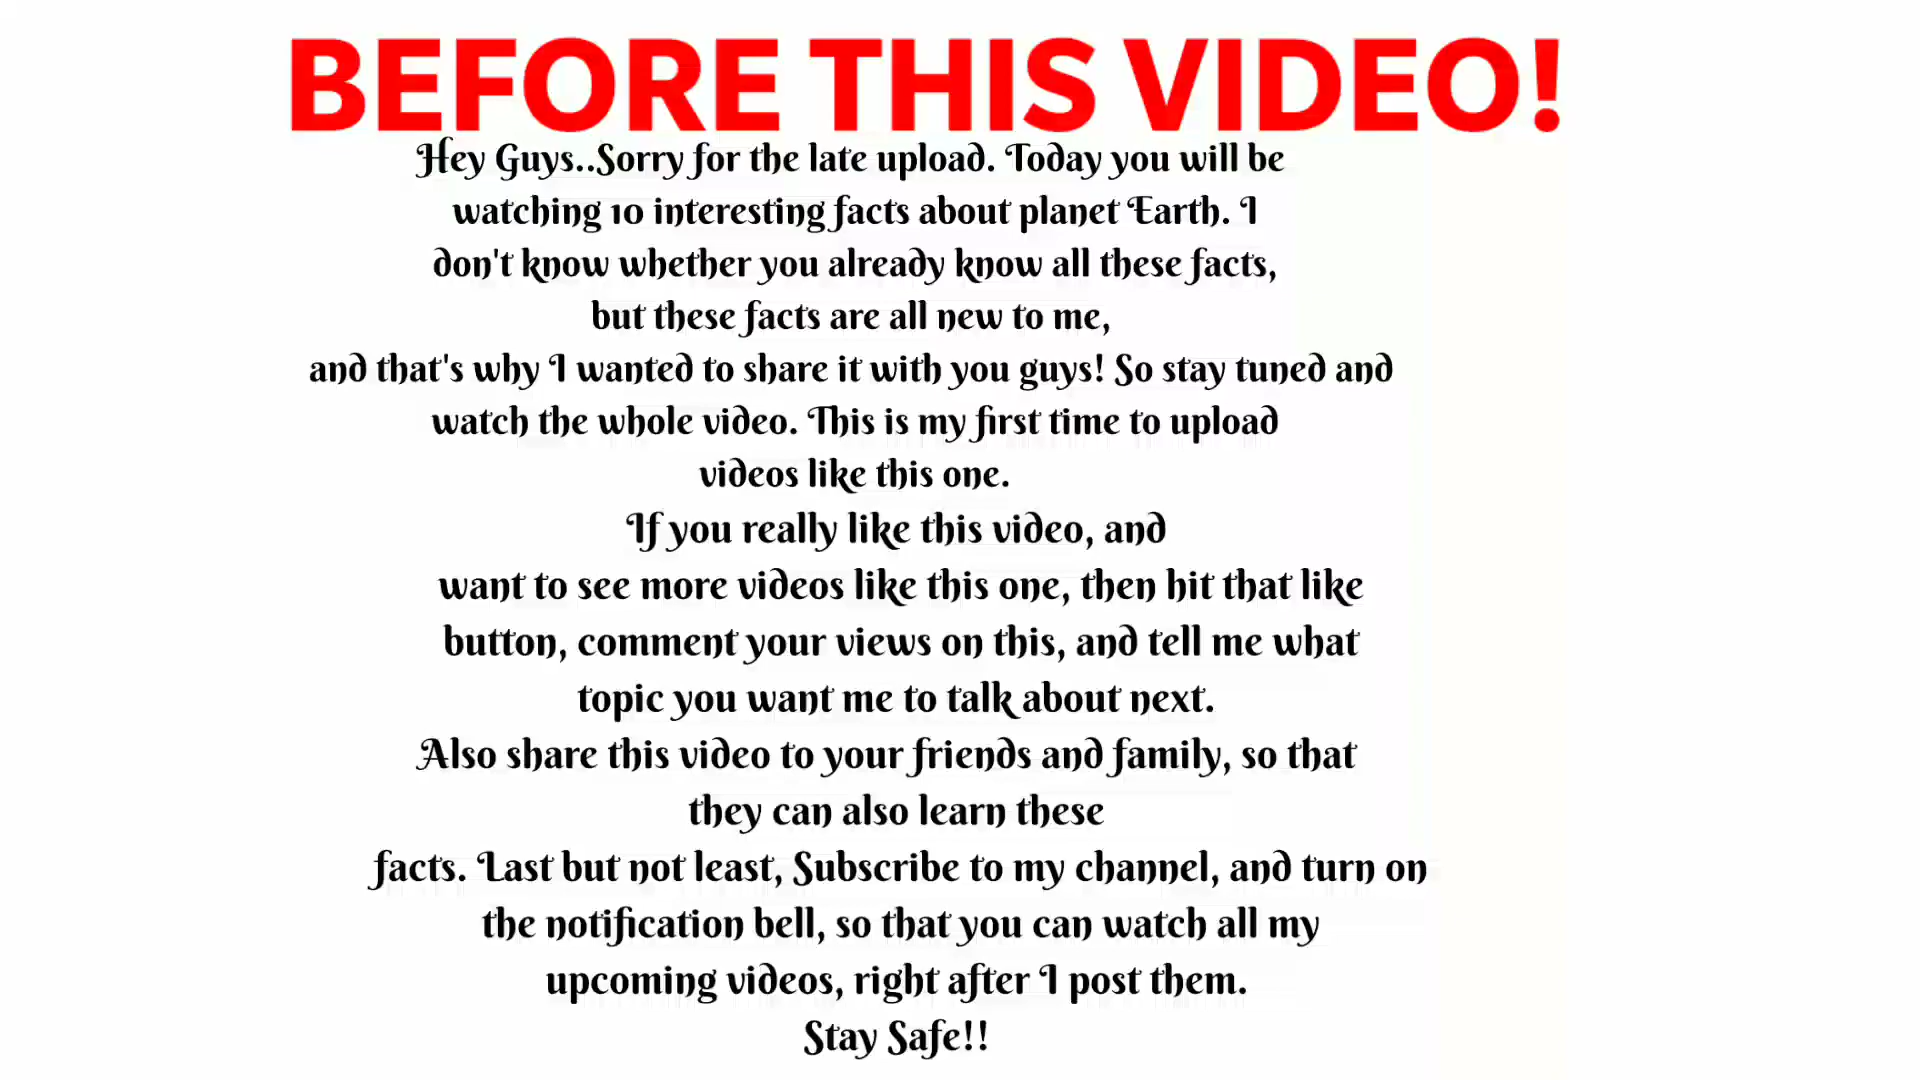 BEFORE THIS VIDEO!
Hey Guys..Sorry for the late upload. Today you will be
watching 10 interesting facts about planet Earth. I
don't know whether you already know all these facts,
but these facts are all new to me,
and that's why I wanted to share it with you guys! So stay tuned and
watch the whole video. This is my first time to upload
videos like this one.
If you really like this video, and
want to see more videos like this one, then hit that like
button, comment your views on this, and tell me what
topic you want me to talk about next.
Also share this video to your friends and family, so that
they can also learn these
facts. Last but not least, Subscribe to my channel, and turn on
the notification bell, so that you can watch all my
upcoming videos, right after I post them.
Stay Safe!!